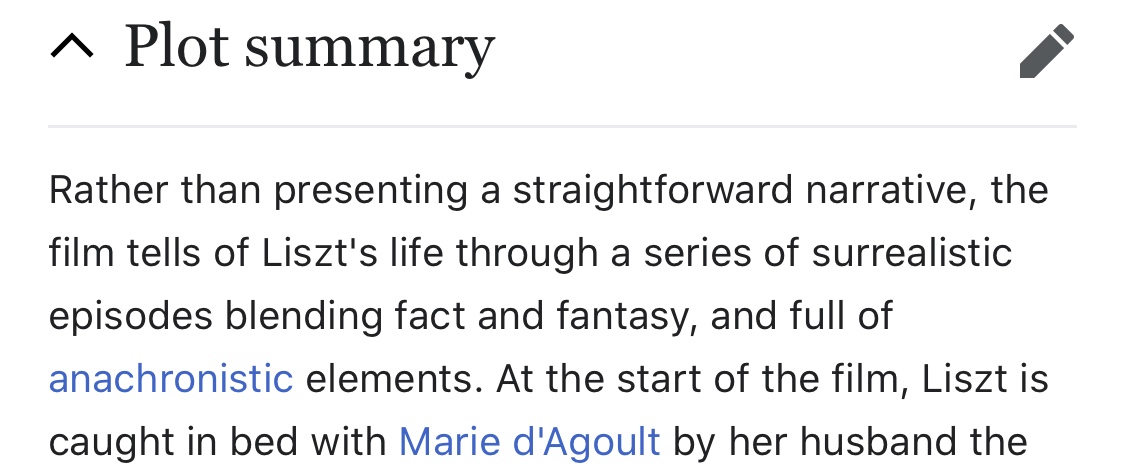 Plot summary
Rather than presenting a straightforward narrative, the
film tells of Liszt's life through a series of surrealistic
episodes blending fact and fantasy, and full of
anachronistic elements. At the start of the film, Liszt is
caught in bed with Marie d'Agoult by her husband the